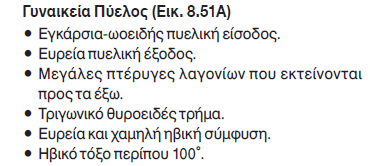 Γυναικεία Πύελος (Εικ. 8.51Α)
• Εγκάρσια-ωοειδής πυελική είσοδος.
• Ευρεία πυελική έξοδος.
• Μεγάλες πτέρυγες λαγονίων που εκτείνονται
προς τα έξω.
• Τριγωνικό θυροειδές τρήμα.
• Ευρεία και χαμηλή ηβική σύμφυση.
• Ηβικό τόξο περίπου 100˚.